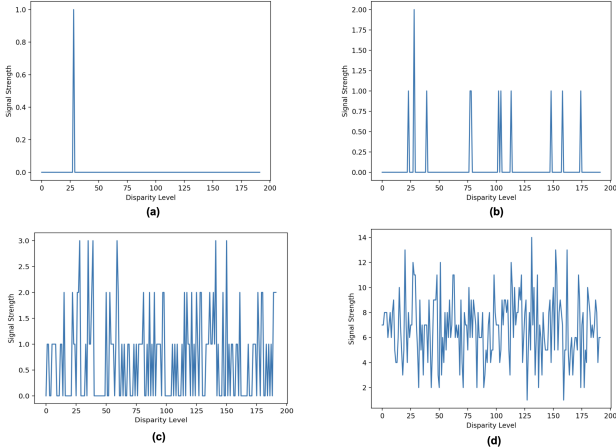 1.0
0.8
0.6
0.4
0.2
0.0
Signal Strength
0 25 50 75 100 125 150 175 200
Disparity Level
(a)
2.00
1.75
1.50
1.25
1.00
0.75
0.50
0.25
0.00
Signal Strength
0 25 50 75 100 125 150 175 200
Disparity Level
(b)
3.0
2.5
2.0
1.5
1.0
0.5
0.0
Signal Strength
0 25 50 75 100 125 150 175 200
Disparity Level
(c)
14
12
10
8
6
4
2
Signal Strength
0 25 50 75 100 125 150 175 200
Disparity Level
(d)